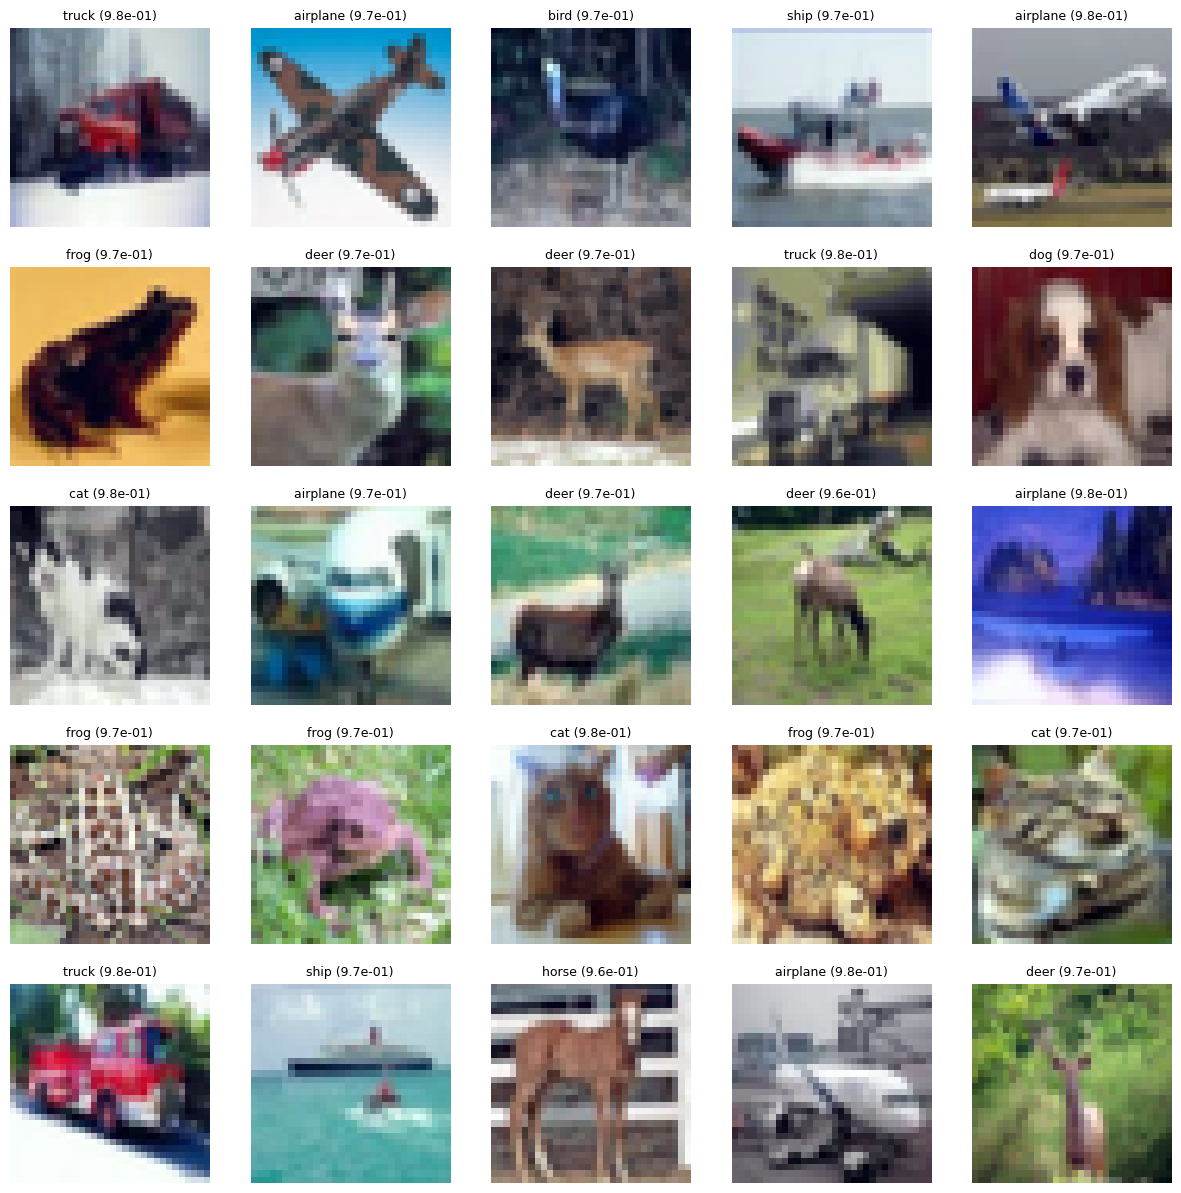 truck (9.8e-01)
airplane (9.7e-01)
bird (9.7e-01)
ship (9.7e-01)
airplane (9.8e-01)
frog (9.7e-01)
deer (9.7e-01)
deer (9.7e-01)
truck (9.8e-01)
dog (9.7e-01)
cat (9.8e-01)
airplane (9.7e-01)
deer (9.7e-01)
deer (9.6e-01)
airplane (9.8e-01)
frog (9.7e-01)
frog (9.7e-01)
cat (9.8e-01)
frog (9.7e-01)
cat (9.7e-01)
truck (9.8e-01)
ship (9.7e-01)
horse (9.6e-01)
airplane (9.8e-01)
deer (9.7e-01)